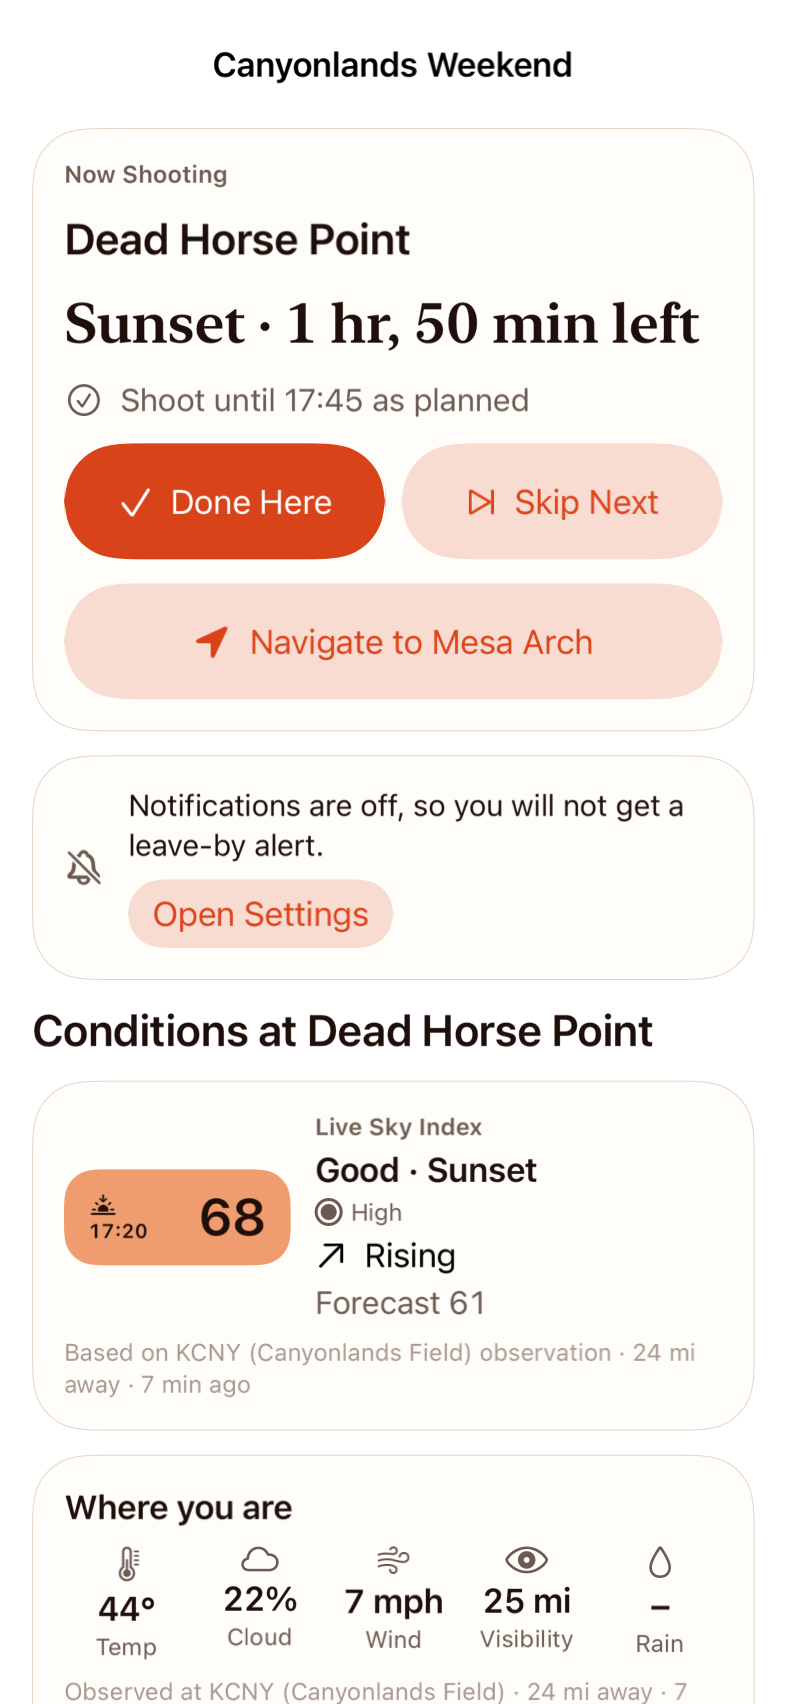 Canyonlands Weekend
Now Shooting
Dead Horse Point
Sunset · 1 hr, 50 min left
Shoot until 17:45 as planned
Done Here
Skip Next
Navigate to Mesa Arch
Notifications are off, so you will not get a
leave-by alert.
Open Settings
Conditions at Dead Horse Point
17:20
68
Live Sky Index
Good · Sunset
High
Rising
Forecast 61
Based on KCNY (Canyonlands Field) observation · 24 mi
away · 7 min ago
Where you are
44°
Temp
22%
Cloud
7 mph
Wind
25 mi
Visibility
–
Rain
Observed at KCNY (Canyonlands Field) · 24 mi away · 7